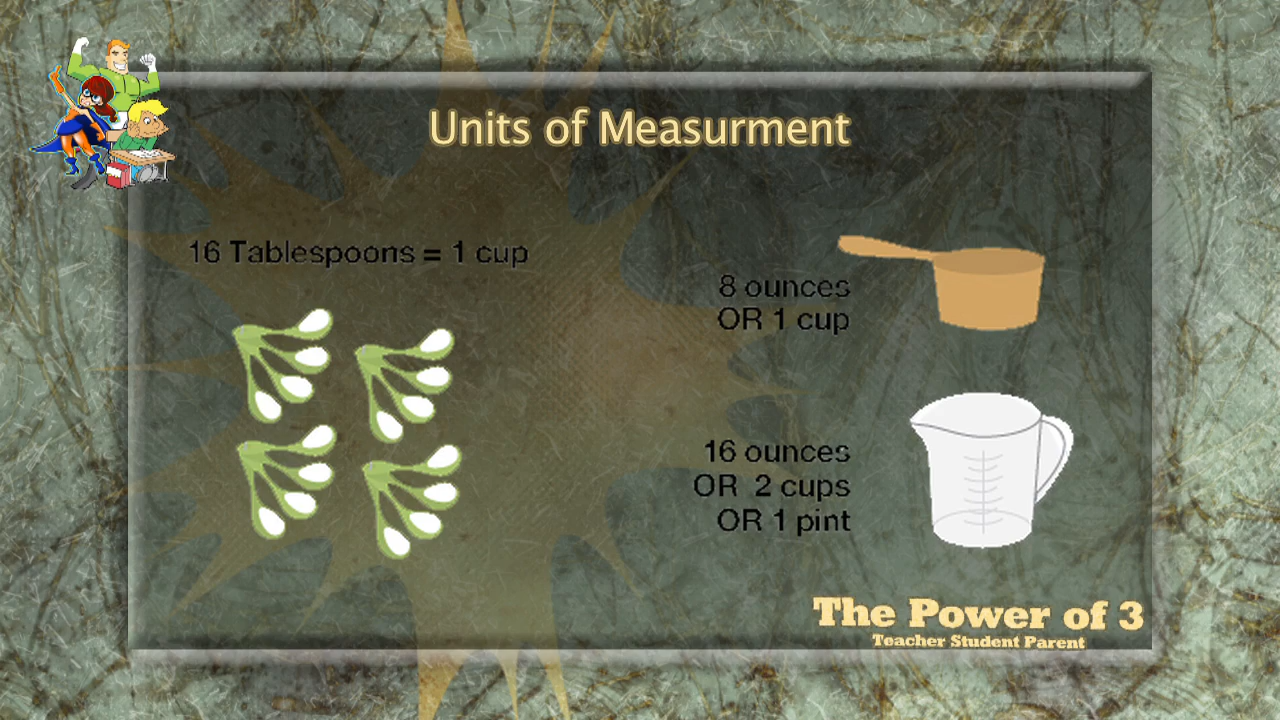 Units of Measurment
16 Tablespoons = 1 cup
8 ounces
OR 1 cup
16 ounces
OR 2 cups
OR 1 pint
The Power of 3
Teacher Student Parent